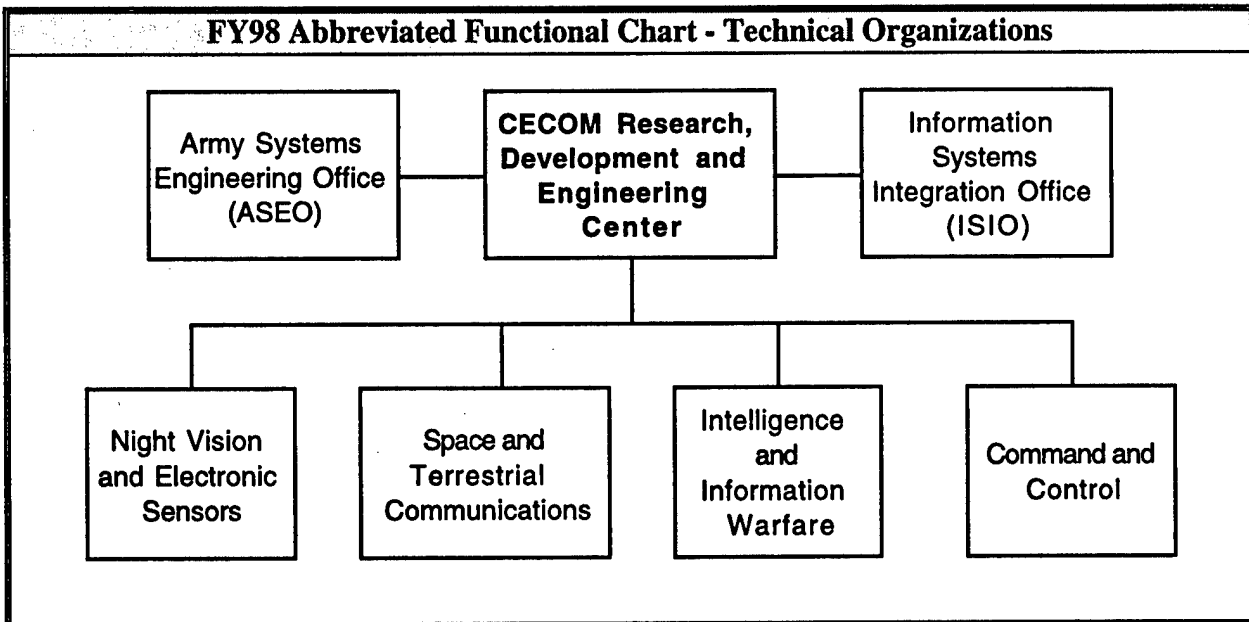 FY98 Abbreviated Functional Chart - Technical Organizations
Army Systems
Engineering Office
(ASEO)
CECOM Research,
Development and
Engineering
Center
Information
Systems
Integration Office
(ISIO)
Night Vision
and Electronic
Sensors
Space and
Terrestrial
Communications
Intelligence
and
Information
Warfare
Command and
Control